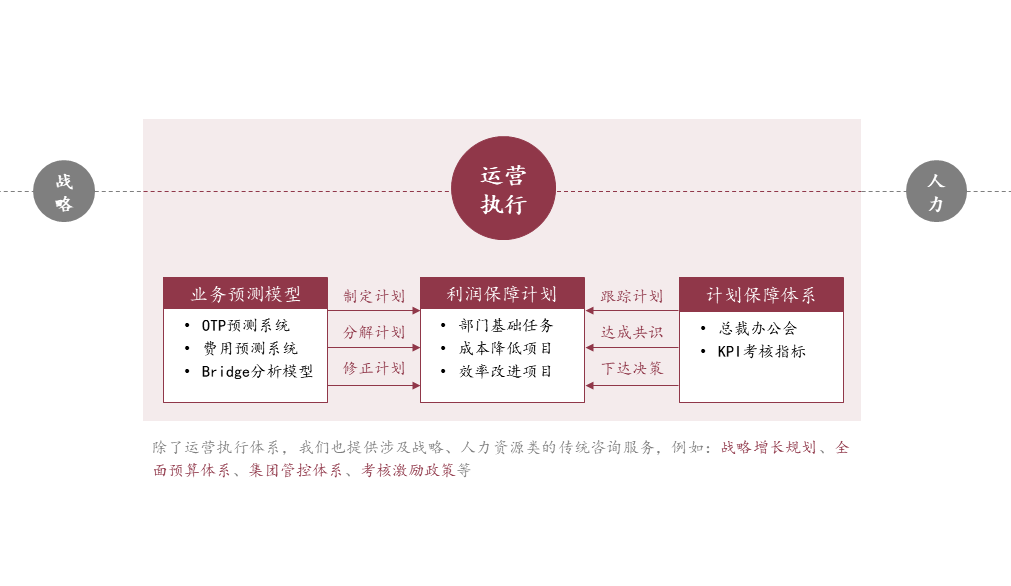 战
略
运营
执行
人
力
业务预测模型
• OTP预测系统
• 费用预测系统
• Bridge分析模型
制定计划
分解计划
修正计划
利润保障计划
• 部门基础任务
• 成本降低项目
• 效率改进项目
跟踪计划
达成共识
下达决策
计划保障体系
• 总裁办公会
• KPI考核指标
除了运营执行体系，我们也提供涉及战略、人力资源类的传统咨询服务，例如：战略增长规划、全
面预算体系、集团管控体系、考核激励政策等